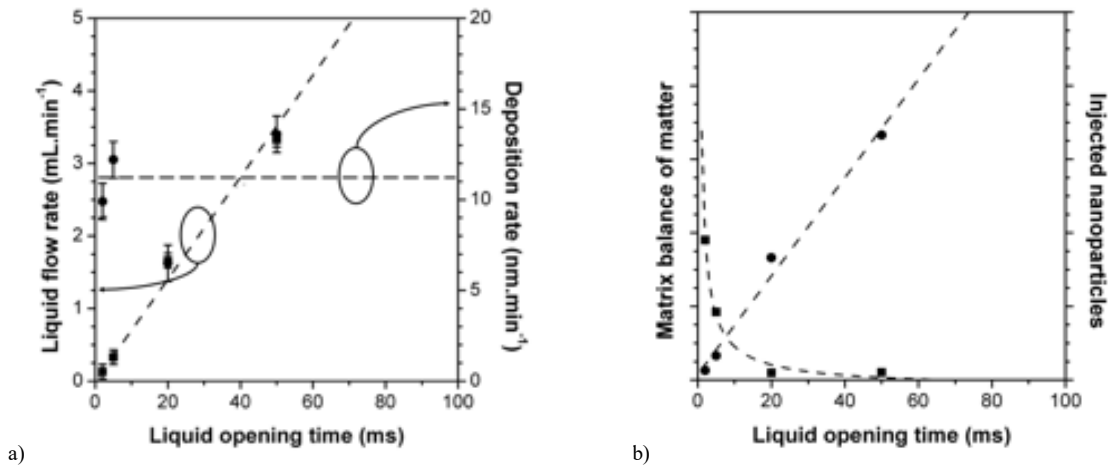 5
4
3
2
1
0
Liquid flow rate (mL.min⁻¹)
20
15
10
5
0
Deposition rate (nm.min⁻¹)
0 20 40 60 80 100
Liquid opening time (ms)
a)
Matrix balance of matter
Injected nanoparticles
0 20 40 60 80 100
Liquid opening time (ms)
b)